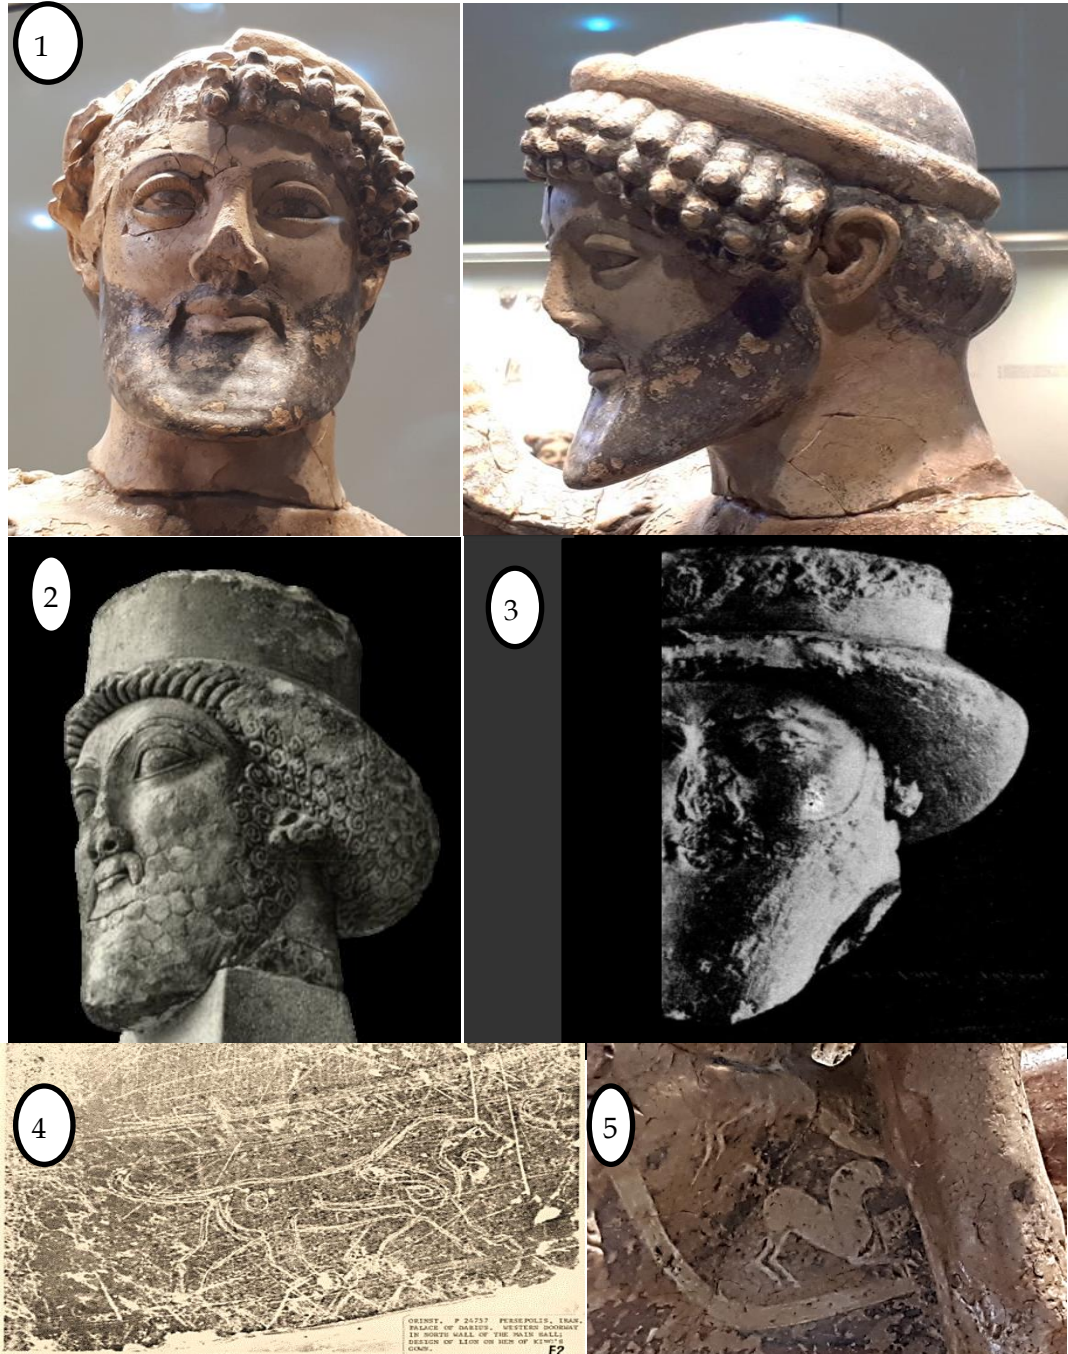 1
2
3
4
5
ORINST. P 24757 PERSEPOLIS, IRAN.
PALACE OF DARIUS. WESTERN DOORWAY
IN NORTH WALL OF THE MAIN HALL:
DESIGN OF LION ON HEM OF KING'S
GOWN.
E2